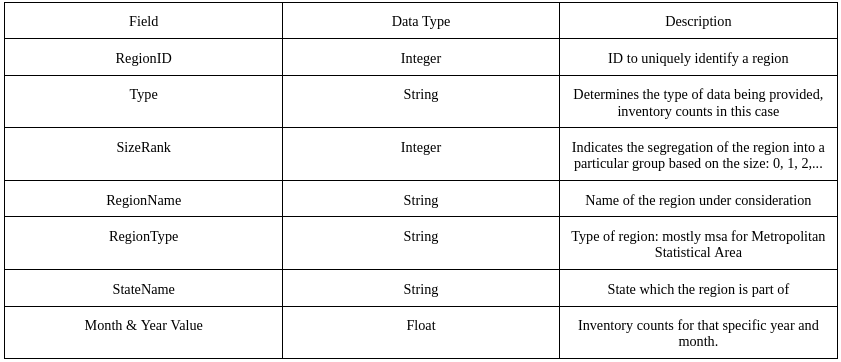 Field Data Type Description
RegionID Integer ID to uniquely identify a region
Type String Determines the type of data being provided,
inventory counts in this case
SizeRank Integer Indicates the segregation of the region into a
particular group based on the size: 0, 1, 2,...
RegionName String Name of the region under consideration
RegionType String Type of region: mostly msa for Metropolitan
Statistical Area
StateName String State which the region is part of
Month & Year Value Float Inventory counts for that specific year and
month.